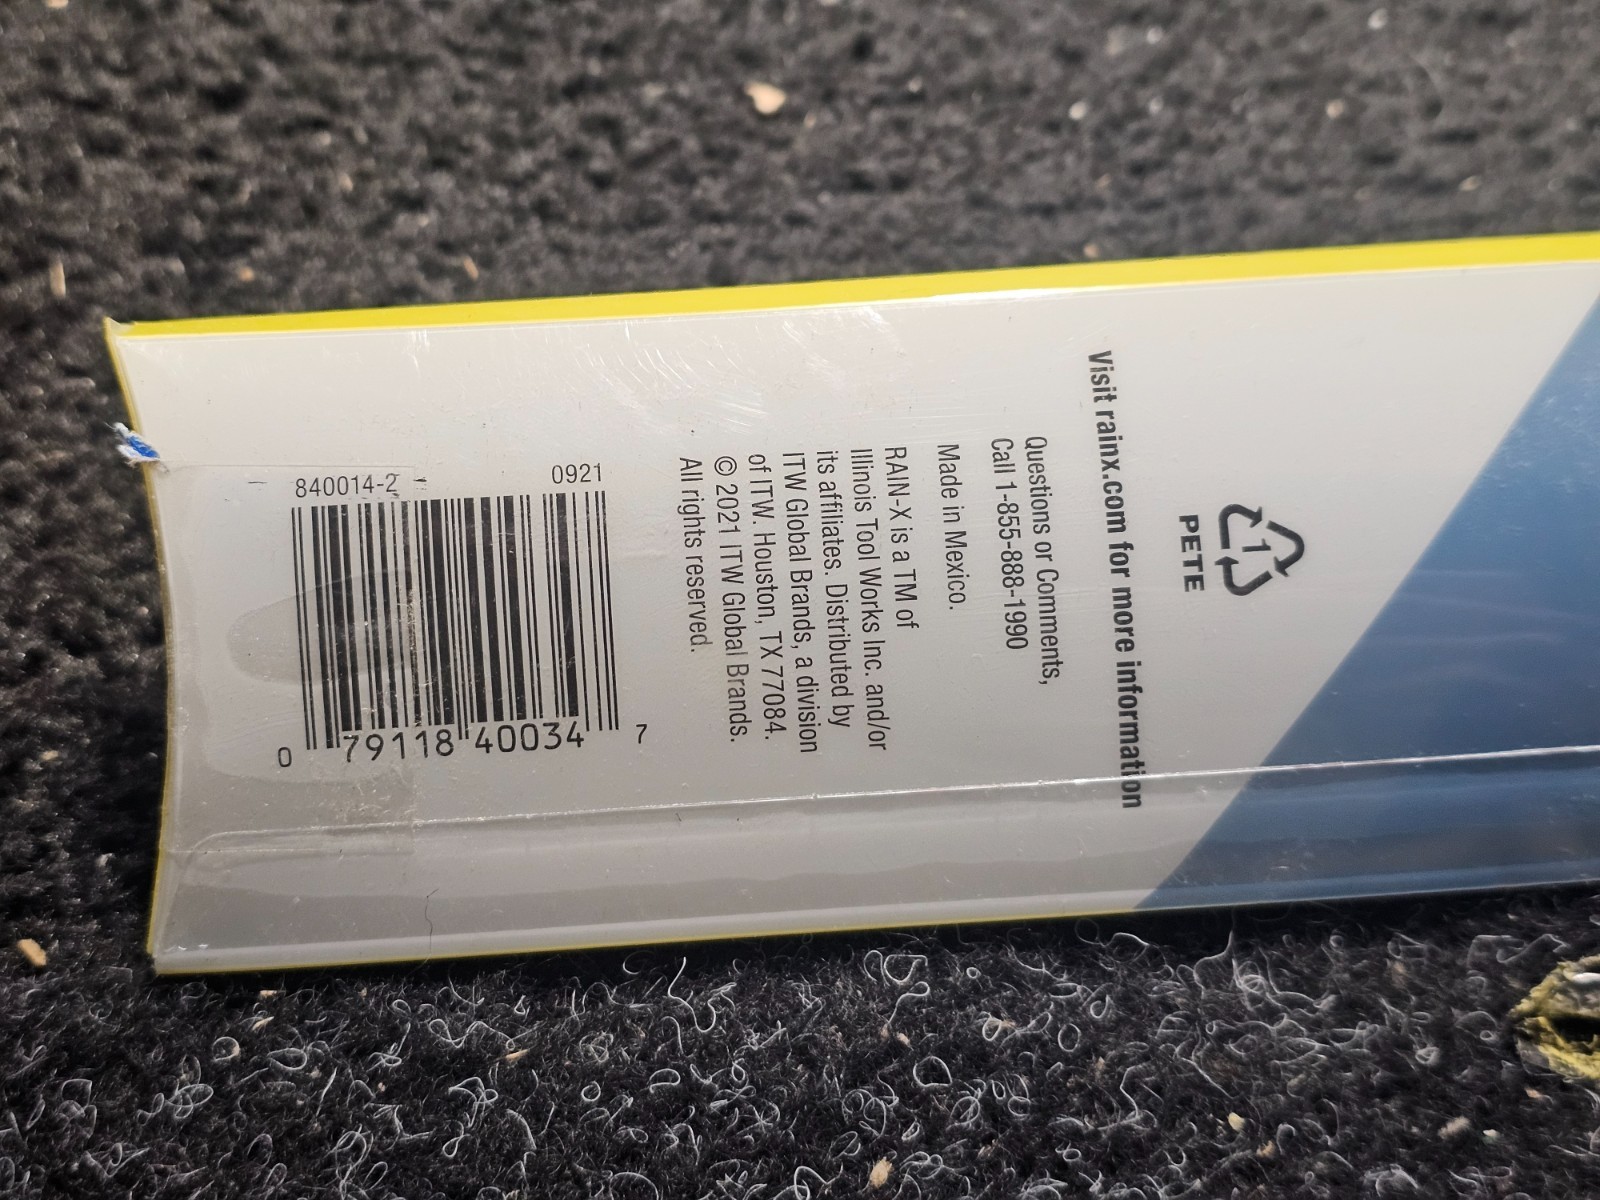 1
PETE
Visit rainx.com for more information
Questions or Comments,
Call 1-855-888-1990
Made in Mexico.
RAIN-X is a TM of
Illinois Tool Works Inc. and/or
its affiliates. Distributed by
ITW Global Brands, a division
of ITW. Houston, TX 77084.
© 2021 ITW Global Brands.
All rights reserved.
840014-2 0921
0 79118 40034 7